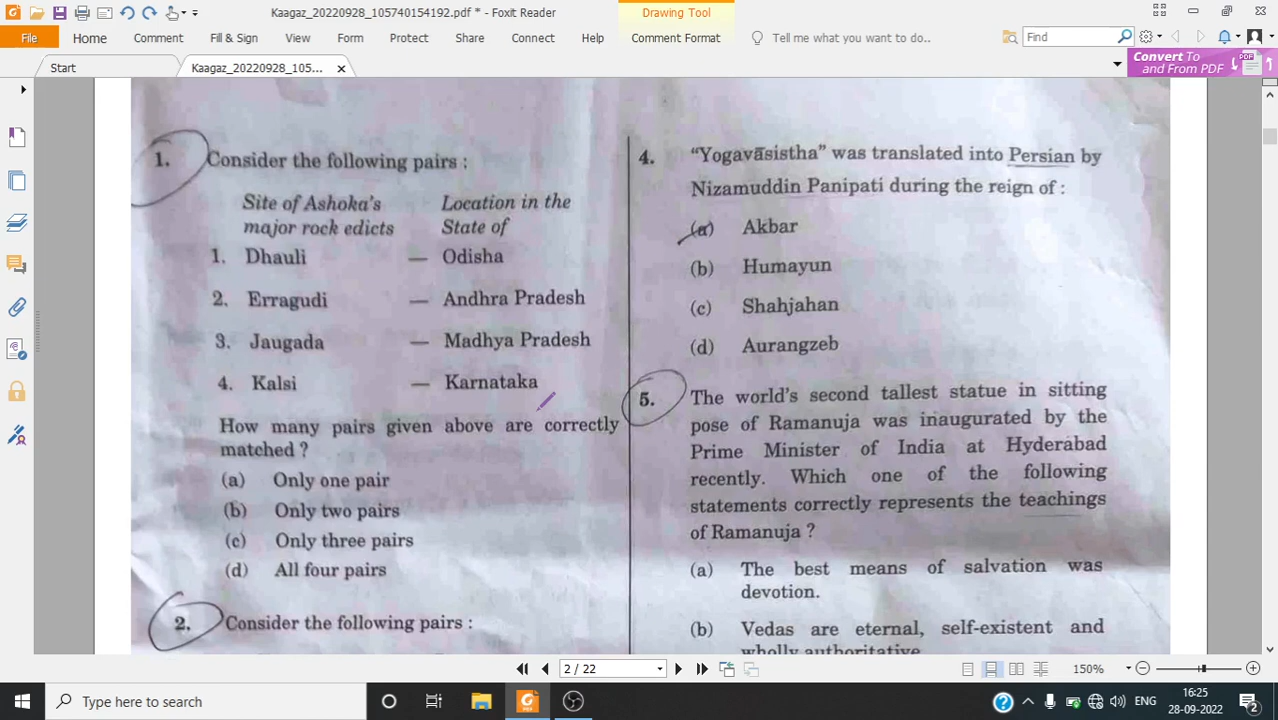 Kaagaz_20220928_105740154192.pdf * - Foxit Reader
Drawing Tool
File Home Comment Fill & Sign View Form Protect Share Connect Help Comment Format Tell me what you want to do.. Find
Start Kaagaz_20220928_105...
Convert To
and From PDF
1. Consider the following pairs :
Site of Ashoka's Location in the
major rock edicts State of
1. Dhauli — Odisha
2. Erragudi — Andhra Pradesh
3. Jaugada — Madhya Pradesh
4. Kalsi — Karnataka
How many pairs given above are correctly
matched ?
(a) Only one pair
(b) Only two pairs
(c) Only three pairs
(d) All four pairs
2. Consider the following pairs :
4. “Yogavāsistha” was translated into Persian by
Nizamuddin Panipati during the reign of :
(a) Akbar
(b) Humayun
(c) Shahjahan
(d) Aurangzeb
5. The world's second tallest statue in sitting
pose of Ramanuja was inaugurated by the
Prime Minister of India at Hyderabad
recently. Which one of the following
statements correctly represents the teachings
of Ramanuja ?
(a) The best means of salvation was
devotion.
(b) Vedas are eternal, self-existent and
wholly authoritative
2 / 22
150%
Type here to search
ENG
16:25
28-09-2022
2